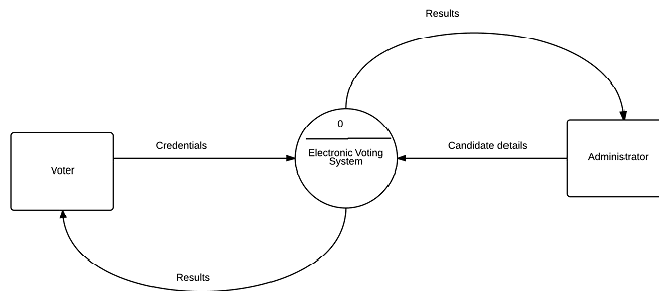 Results
0
Credentials
Electronic Voting
System
Candidate details
Voter
Administrator
Results